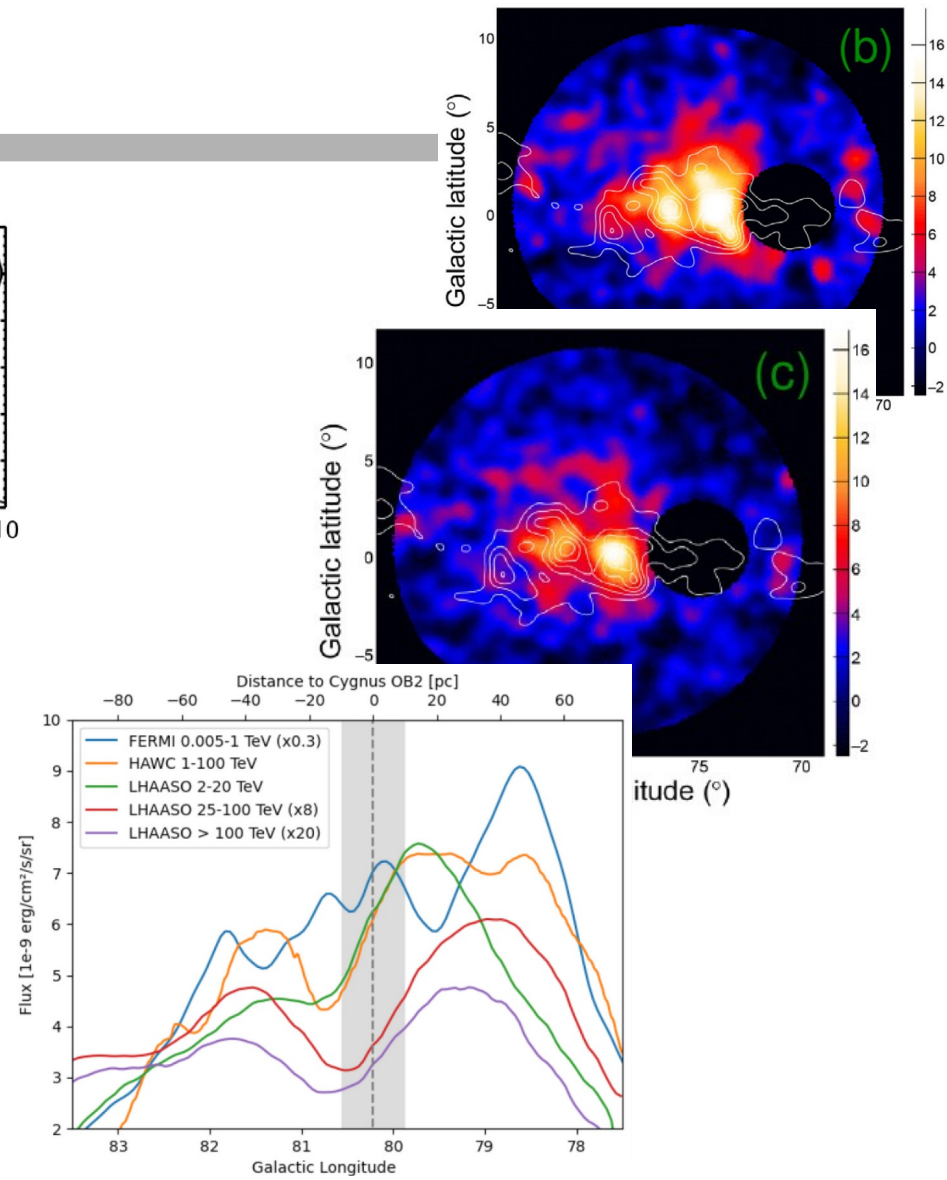 (b)
10
5
0
−5
Galactic latitude (°)
16
14
12
10
8
6
4
2
0
−2
70
(c)
10
5
0
−5
Galactic latitude (°)
16
14
12
10
8
6
4
2
0
−2
75
70
itude (°)
10
Distance to Cygnus OB2 [pc]
−80 −60 −40 −20 0 20 40 60
FERMI 0.005-1 TeV (x0.3)
HAWC 1-100 TeV
LHAASO 2-20 TeV
LHAASO 25-100 TeV (x8)
LHAASO > 100 TeV (x20)
10
9
8
7
6
5
4
3
2
Flux [1e-9 erg/cm²/s/sr]
83 82 81 80 79 78
Galactic Longitude